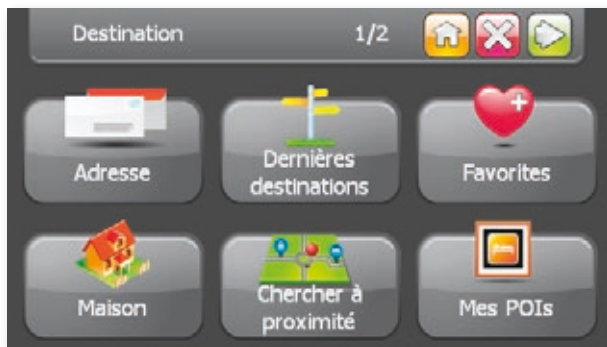 Destination 1/2
Adresse
Dernières
destinations
Favorites
Maison
Chercher à
proximité
Mes POIs